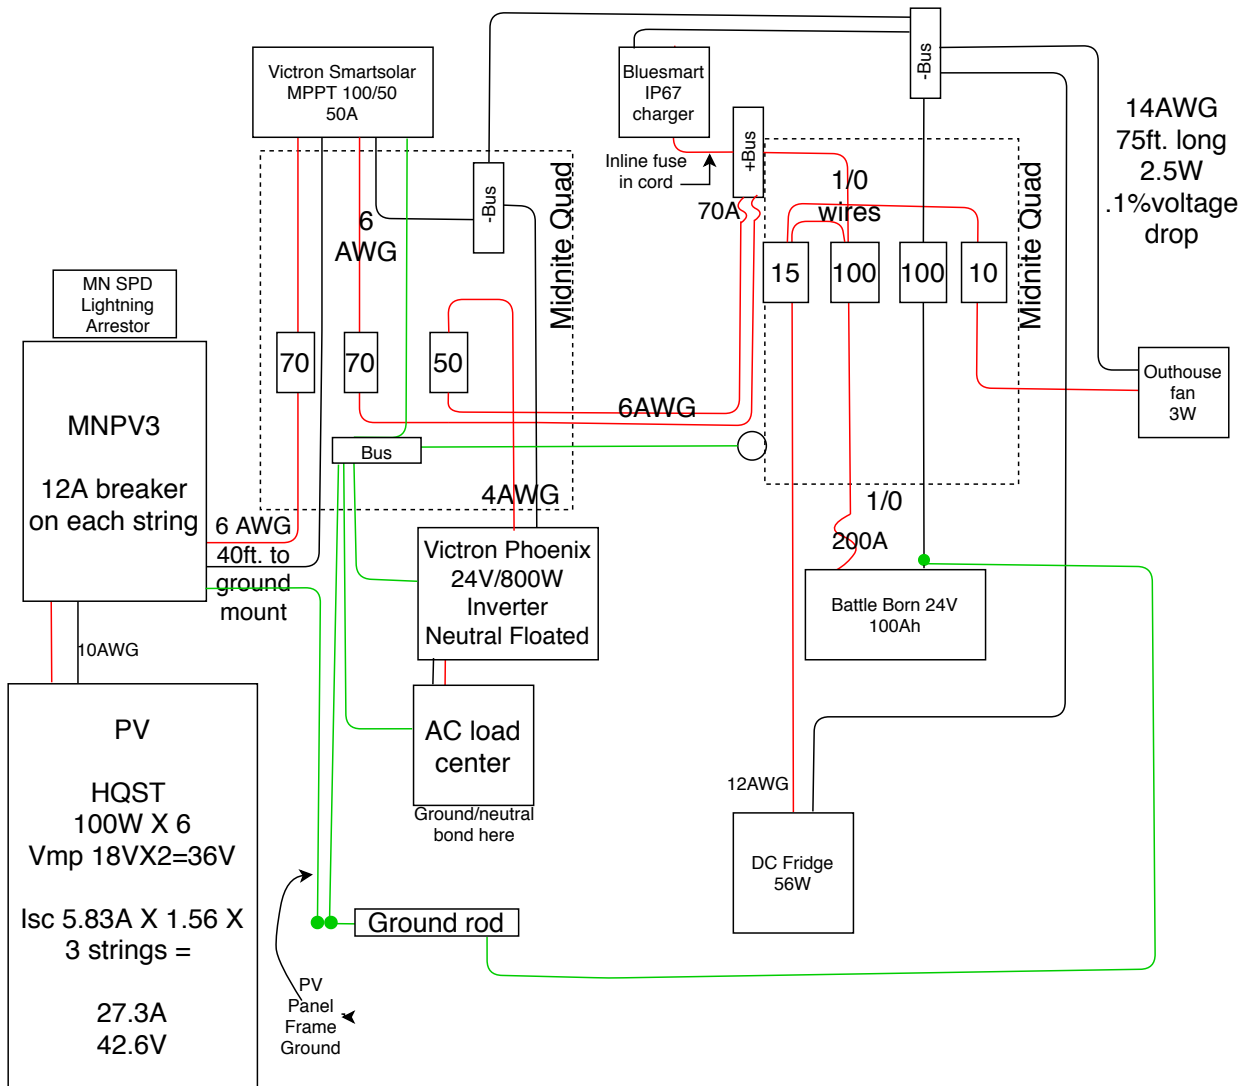 Victron Smartsolar
MPPT 100/50
50A
Bluesmart
IP67
charger
-Bus
14AWG
75ft. long
2.5W
.1%voltage
drop
Inline fuse
in cord
+Bus
70A
1/0
wires
Midnite Quad
-Bus
6
AWG
Midnite Quad
15
100
100
10
MN SPD
Lightning
Arrestor
70
70
50
Outhouse
fan
3W
6AWG
MNPV3
12A breaker
on each string
Bus
4AWG
1/0
200A
6 AWG
40ft. to
ground
mount
Victron Phoenix
24V/800W
Inverter
Neutral Floated
Battle Born 24V
100Ah
10AWG
AC load
center
Ground/neutral
bond here
12AWG
DC Fridge
56W
PV
HQST
100W X 6
Vmp 18VX2=36V
Isc 5.83A X 1.56 X
3 strings =
27.3A
42.6V
Ground rod
PV
Panel
Frame
Ground